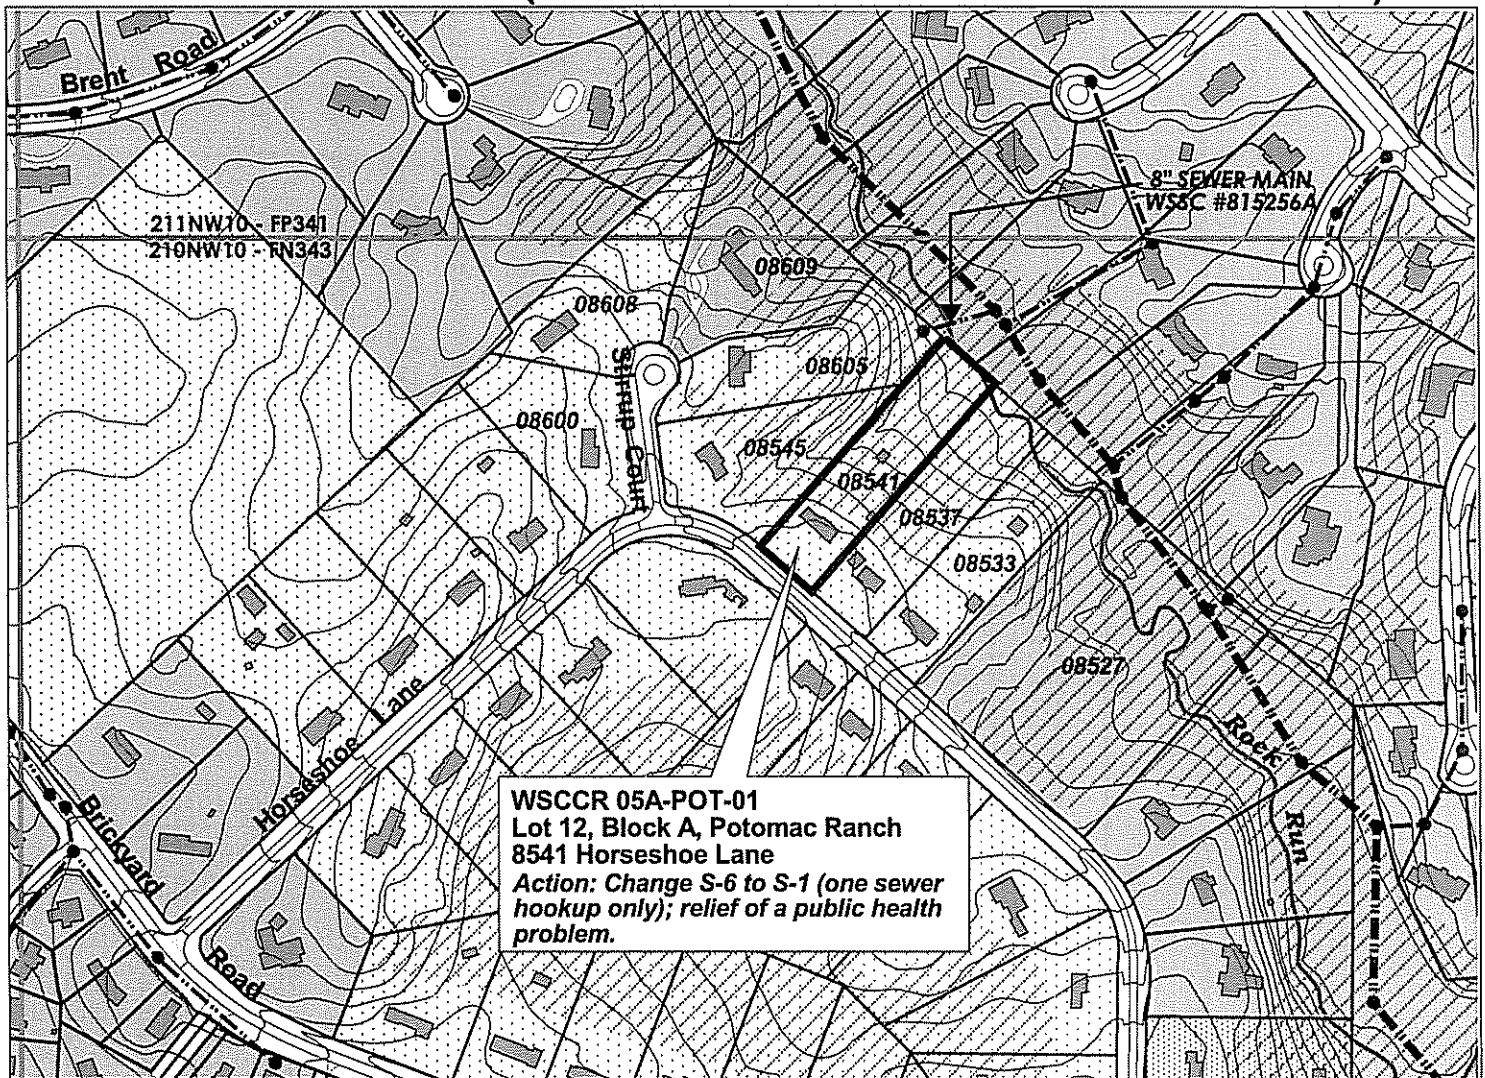 Brent Road
211NW10 - FP341
210NW10 - FN343
8" SEWER MAIN
WSSC #815256A
08609
08608
Stirrup Court
08605
08600
08545
08541
08537
08533
08527
Rock Run
Horseshoe Lane
Brickyard Road
WSCCR 05A-POT-01
Lot 12, Block A, Potomac Ranch
8541 Horseshoe Lane
Action: Change S-6 to S-1 (one sewer
hookup only); relief of a public health
problem.